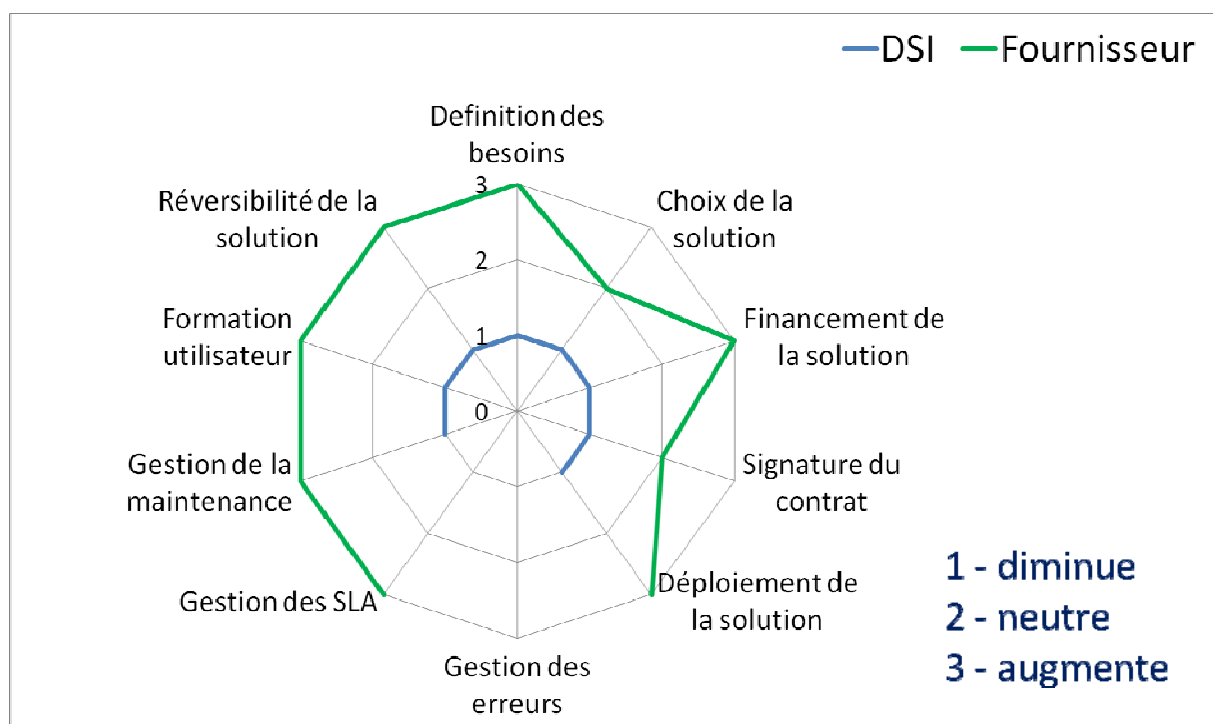 DSI Fournisseur
Definition des
besoins
Choix de la
solution
Financement de
la solution
Signature du
contrat
Déploiement de
la solution
Gestion des
erreurs
Gestion des SLA
Gestion de la
maintenance
Formation
utilisateur
Réversibilité de la
solution
3
2
1
0
1 - diminue
2 - neutre
3 - augmente